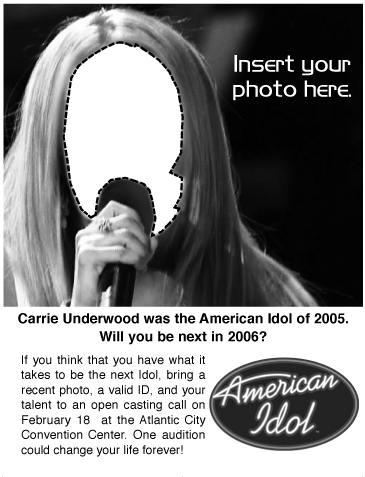 Insert your
photo here.
Carrie Underwood was the American Idol of 2005.
Will you be next in 2006?
If you think that you have what it
takes to be the next Idol, bring a
recent photo, a valid ID, and your
talent to an open casting call on
February 18 at the Atlantic City
Convention Center. One audition
could change your life forever!
American
Idol